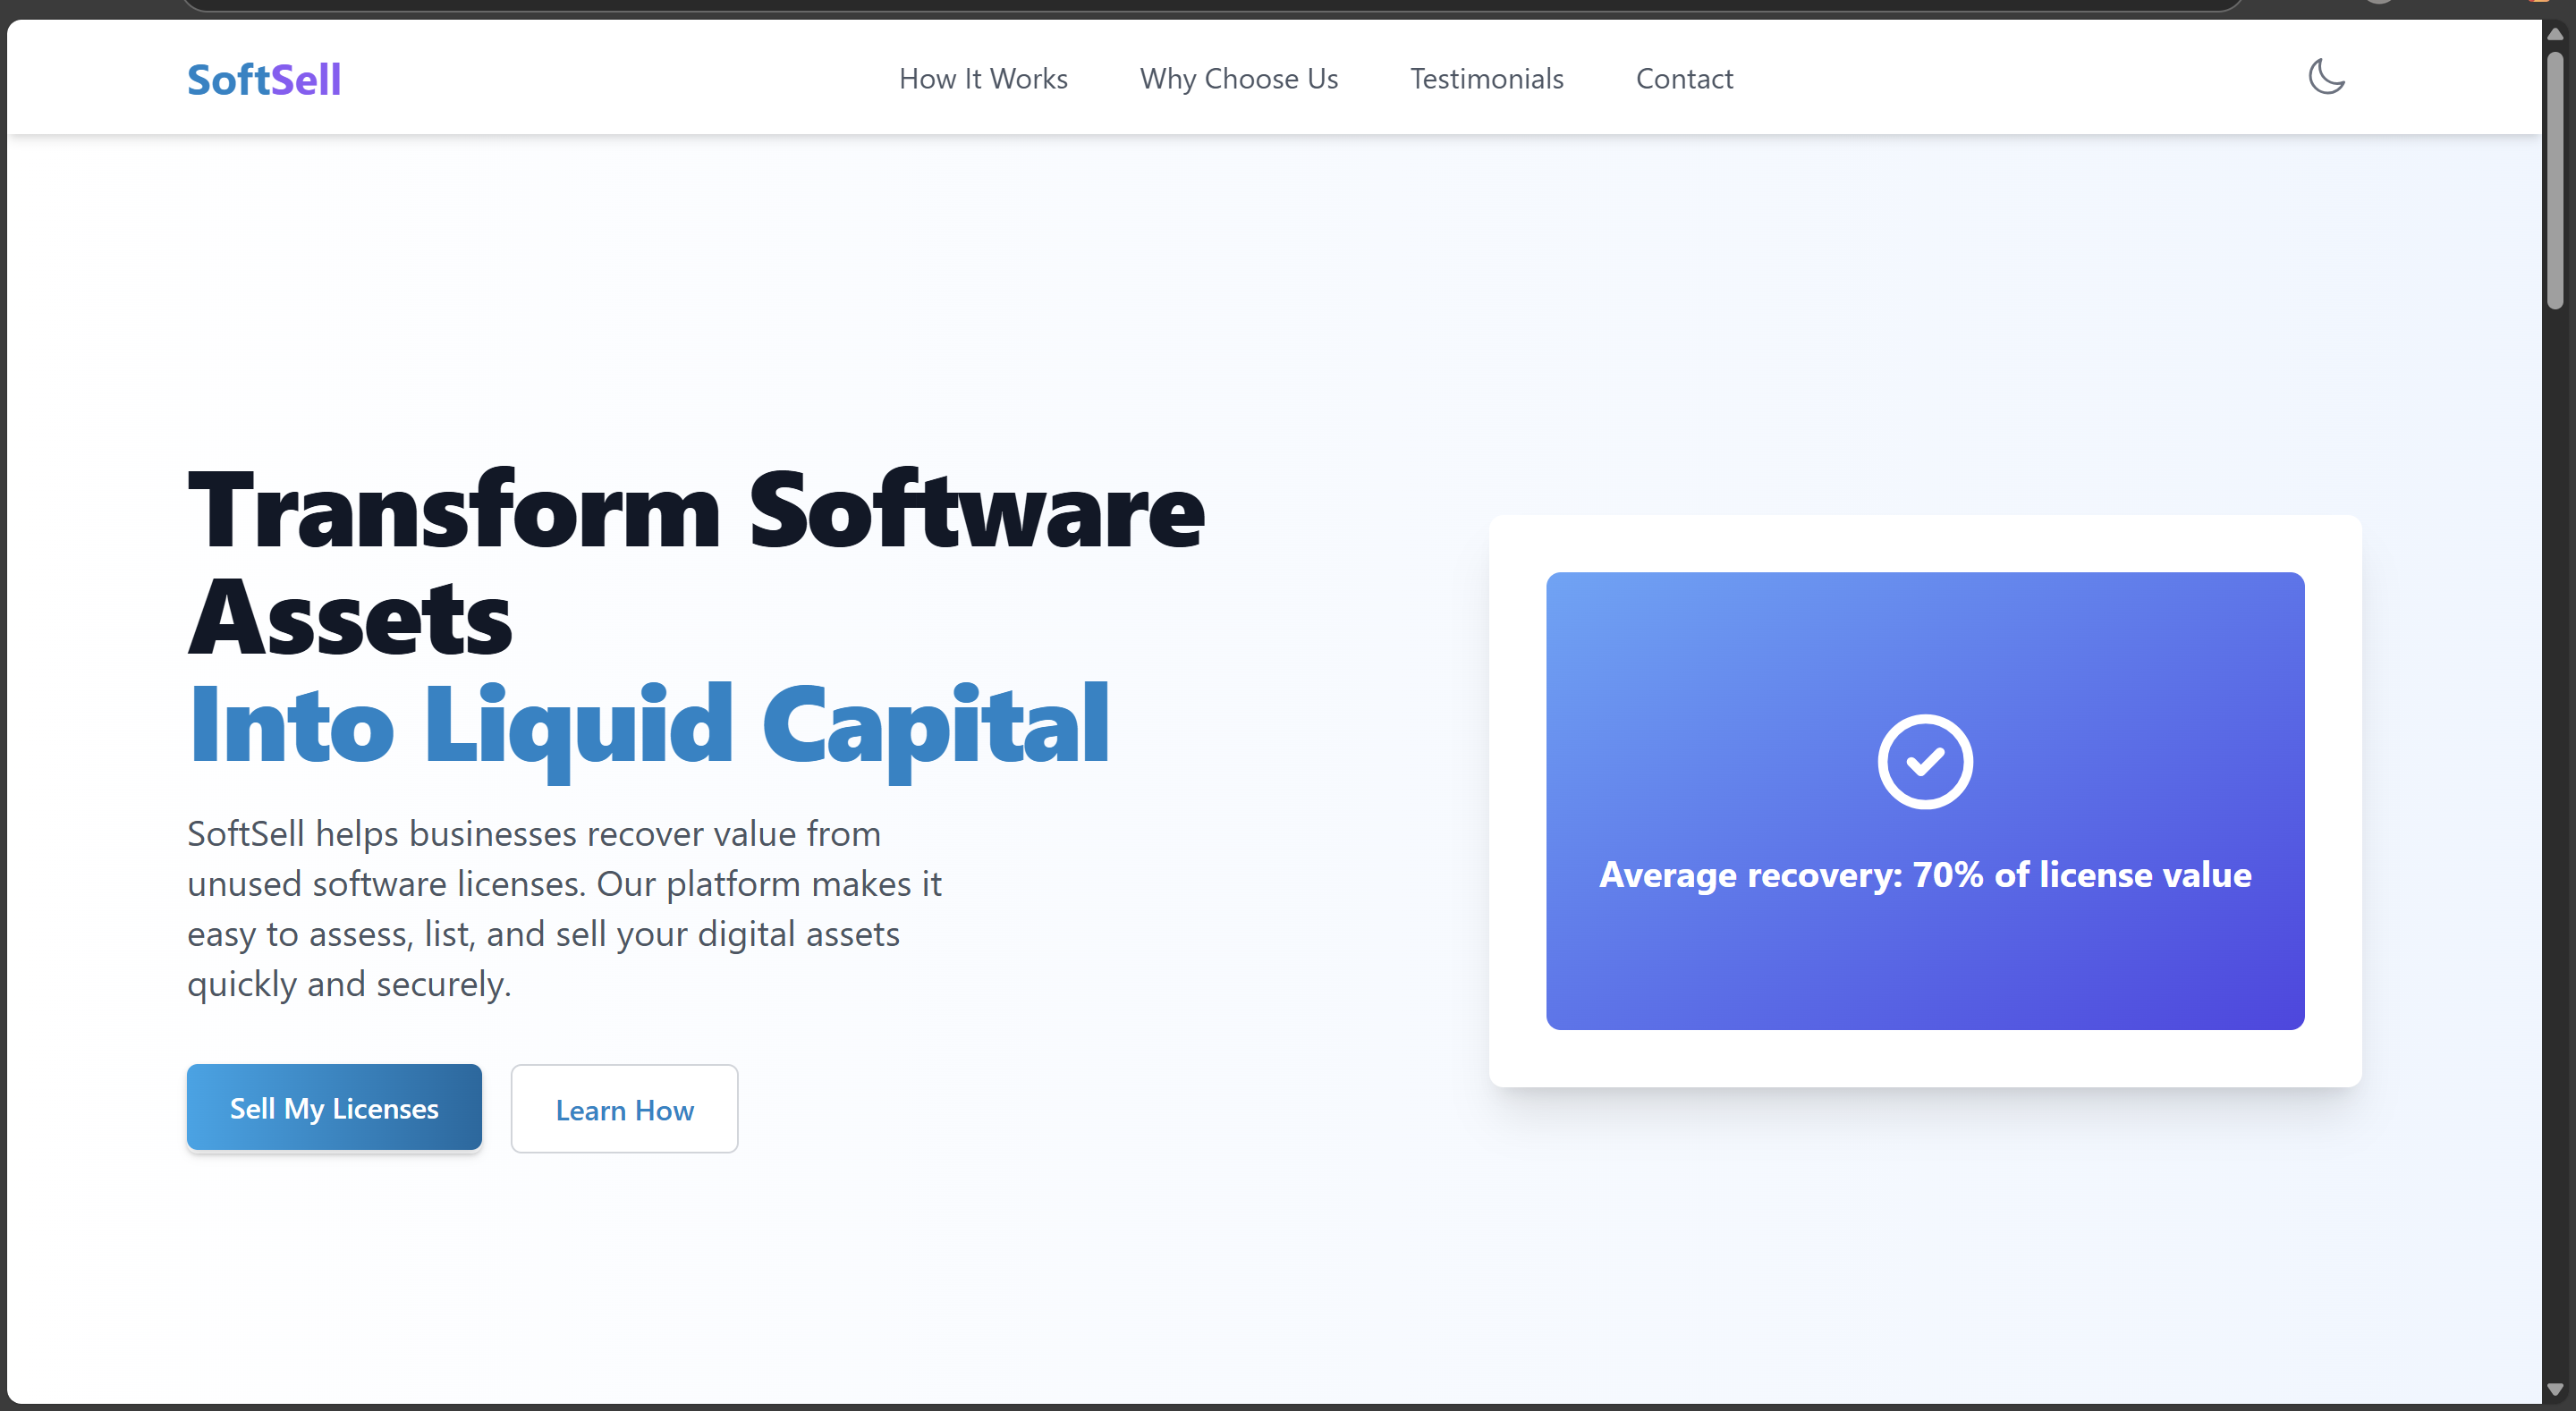 SoftSell
How It Works
Why Choose Us
Testimonials
Contact
Transform Software
Assets
Into Liquid Capital
SoftSell helps businesses recover value from
unused software licenses. Our platform makes it
easy to assess, list, and sell your digital assets
quickly and securely.
Sell My Licenses
Learn How
Average recovery: 70% of license value